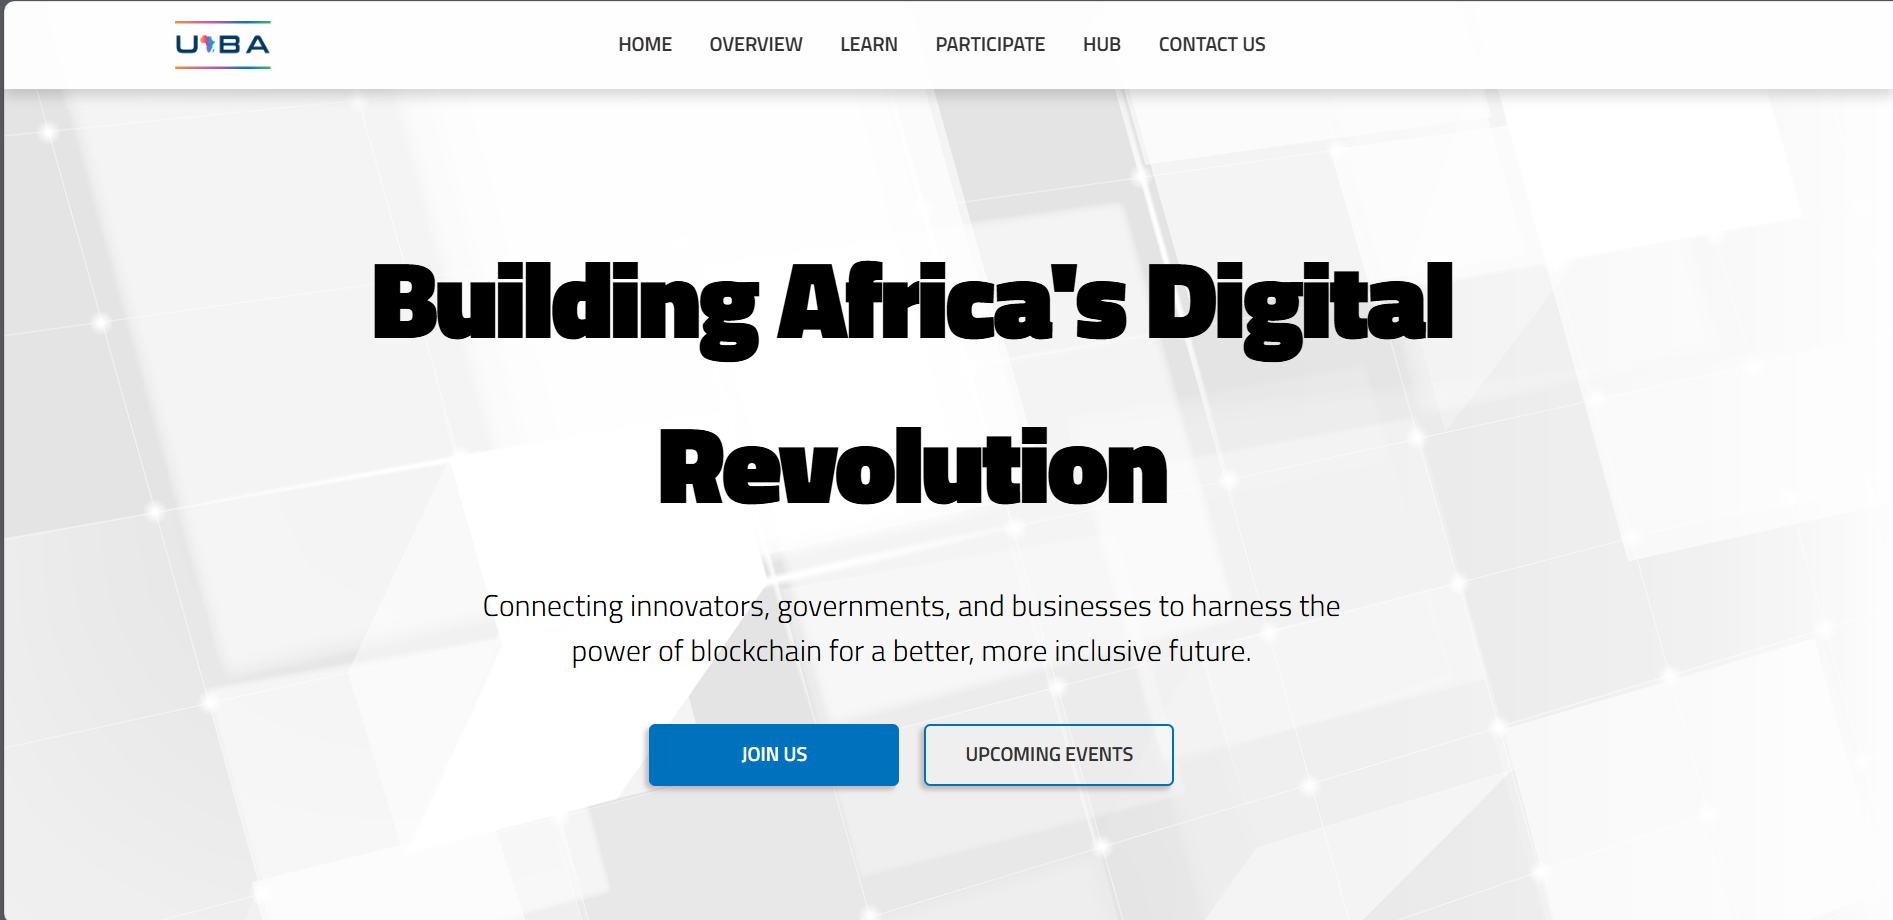 UBA
HOME OVERVIEW LEARN PARTICIPATE HUB CONTACT US
Building Africa's Digital
Revolution
Connecting innovators, governments, and businesses to harness the
power of blockchain for a better, more inclusive future.
JOIN US UPCOMING EVENTS